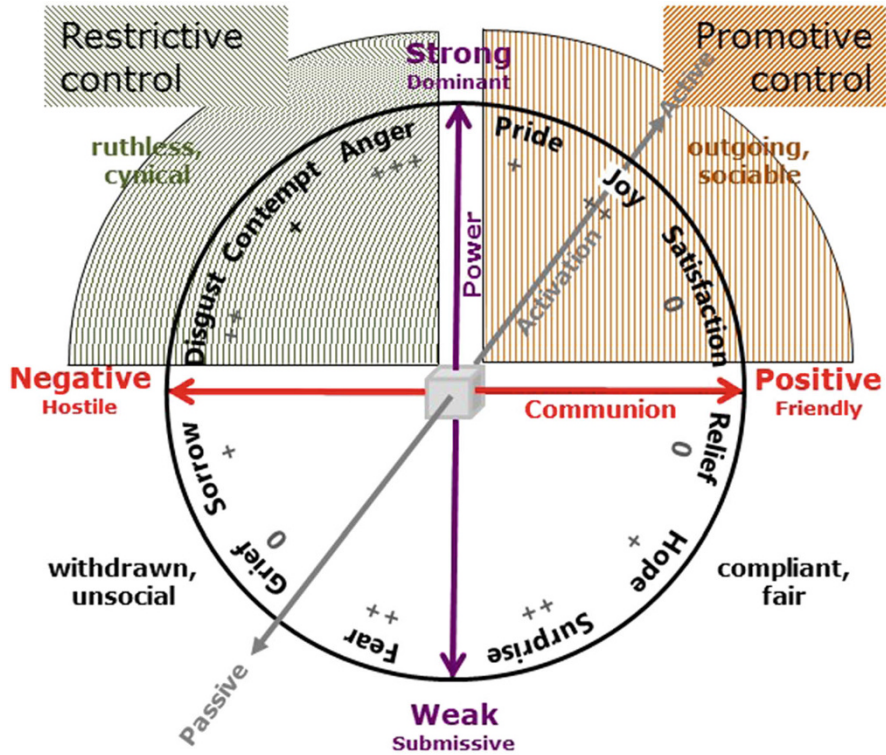 Restrictive
control
Strong
Dominant
Promotive
control
Active
ruthless,
cynical
Anger
+++
Pride
+
outgoing,
sociable
Contempt
+
Joy
++
Power
Activation
Satisfaction
0
Disgust
++
Negative
Hostile
Positive
Friendly
Communion
Sorrow
+
Relief
0
Grief
0
Hope
+
withdrawn,
unsocial
compliant,
fair
Fear
++
Surprise
++
Passive
Weak
Submissive